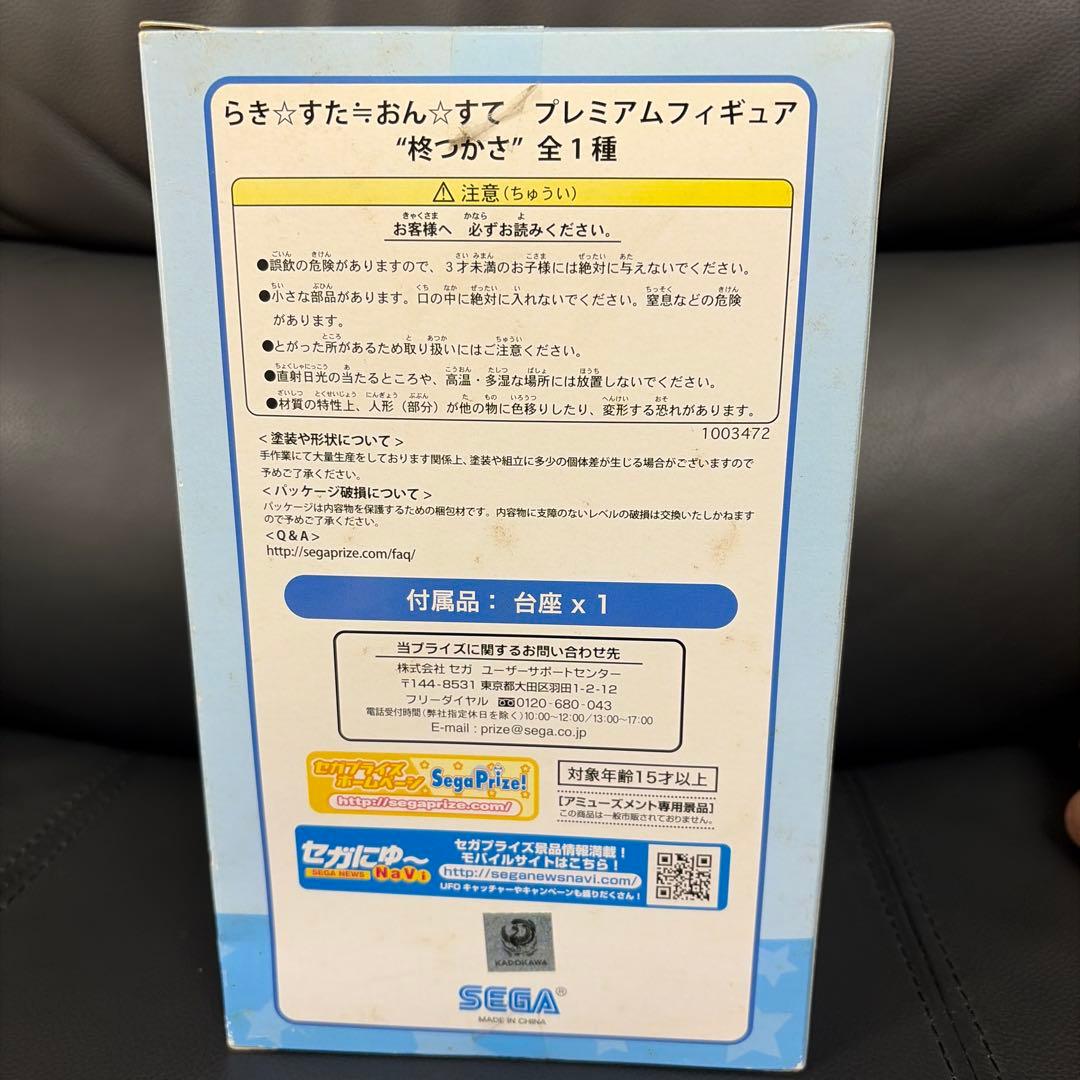 らき☆すた≒おん☆すて　プレミアムフィギュア
“柊つかさ” 全１種
⚠ 注意(ちゅうい)
お客様へ　必ずお読みください。
●誤飲の危険がありますので、３才未満のお子様には絶対に与えないでください。
●小さな部品があります。口の中に絶対に入れないでください。窒息などの危険
があります。
●とがった所があるため取り扱いにはご注意ください。
●直射日光の当たるところや、高温・多湿な場所には放置しないでください。
●材質の特性上、人形（部分）が他の物に色移りしたり、変形する恐れがあります。
1003472
＜塗装や形状について＞
手作業にて大量生産をしております関係上、塗装や組立に多少の個体差が生じる場合がございますので
予めご了承ください。
＜パッケージ破損について＞
パッケージは内容物を保護するための梱包材です。内容物に支障のないレベルの破損は交換いたしかねます
ので予めご了承ください。
＜Q＆A＞
http://segaprize.com/faq/
付属品： 台座 x 1
当プライズに関するお問い合わせ先
株式会社 セガ　ユーザーサポートセンター
〒144-8531 東京都大田区羽田1-2-12
フリーダイヤル 0120-680-043
電話受付時間(弊社指定休日を除く)10:00〜12:00/13:00〜17:00
E-mail : prize@sega.co.jp
セガプライズ
ホームページ
SegaPrize!
http://segaprize.com/
対象年齢15才以上
[アミューズメント専用景品]
この商品は一般市販されておりません。
セガにゅ〜
SEGA NEWS NaVi
セガプライズ景品情報満載！
モバイルサイトはこちら！
http://seganewsnavi.com/
UFOキャッチャーやキャンペーンも盛りだくさん！
KADOKAWA
SEGA®
MADE IN CHINA